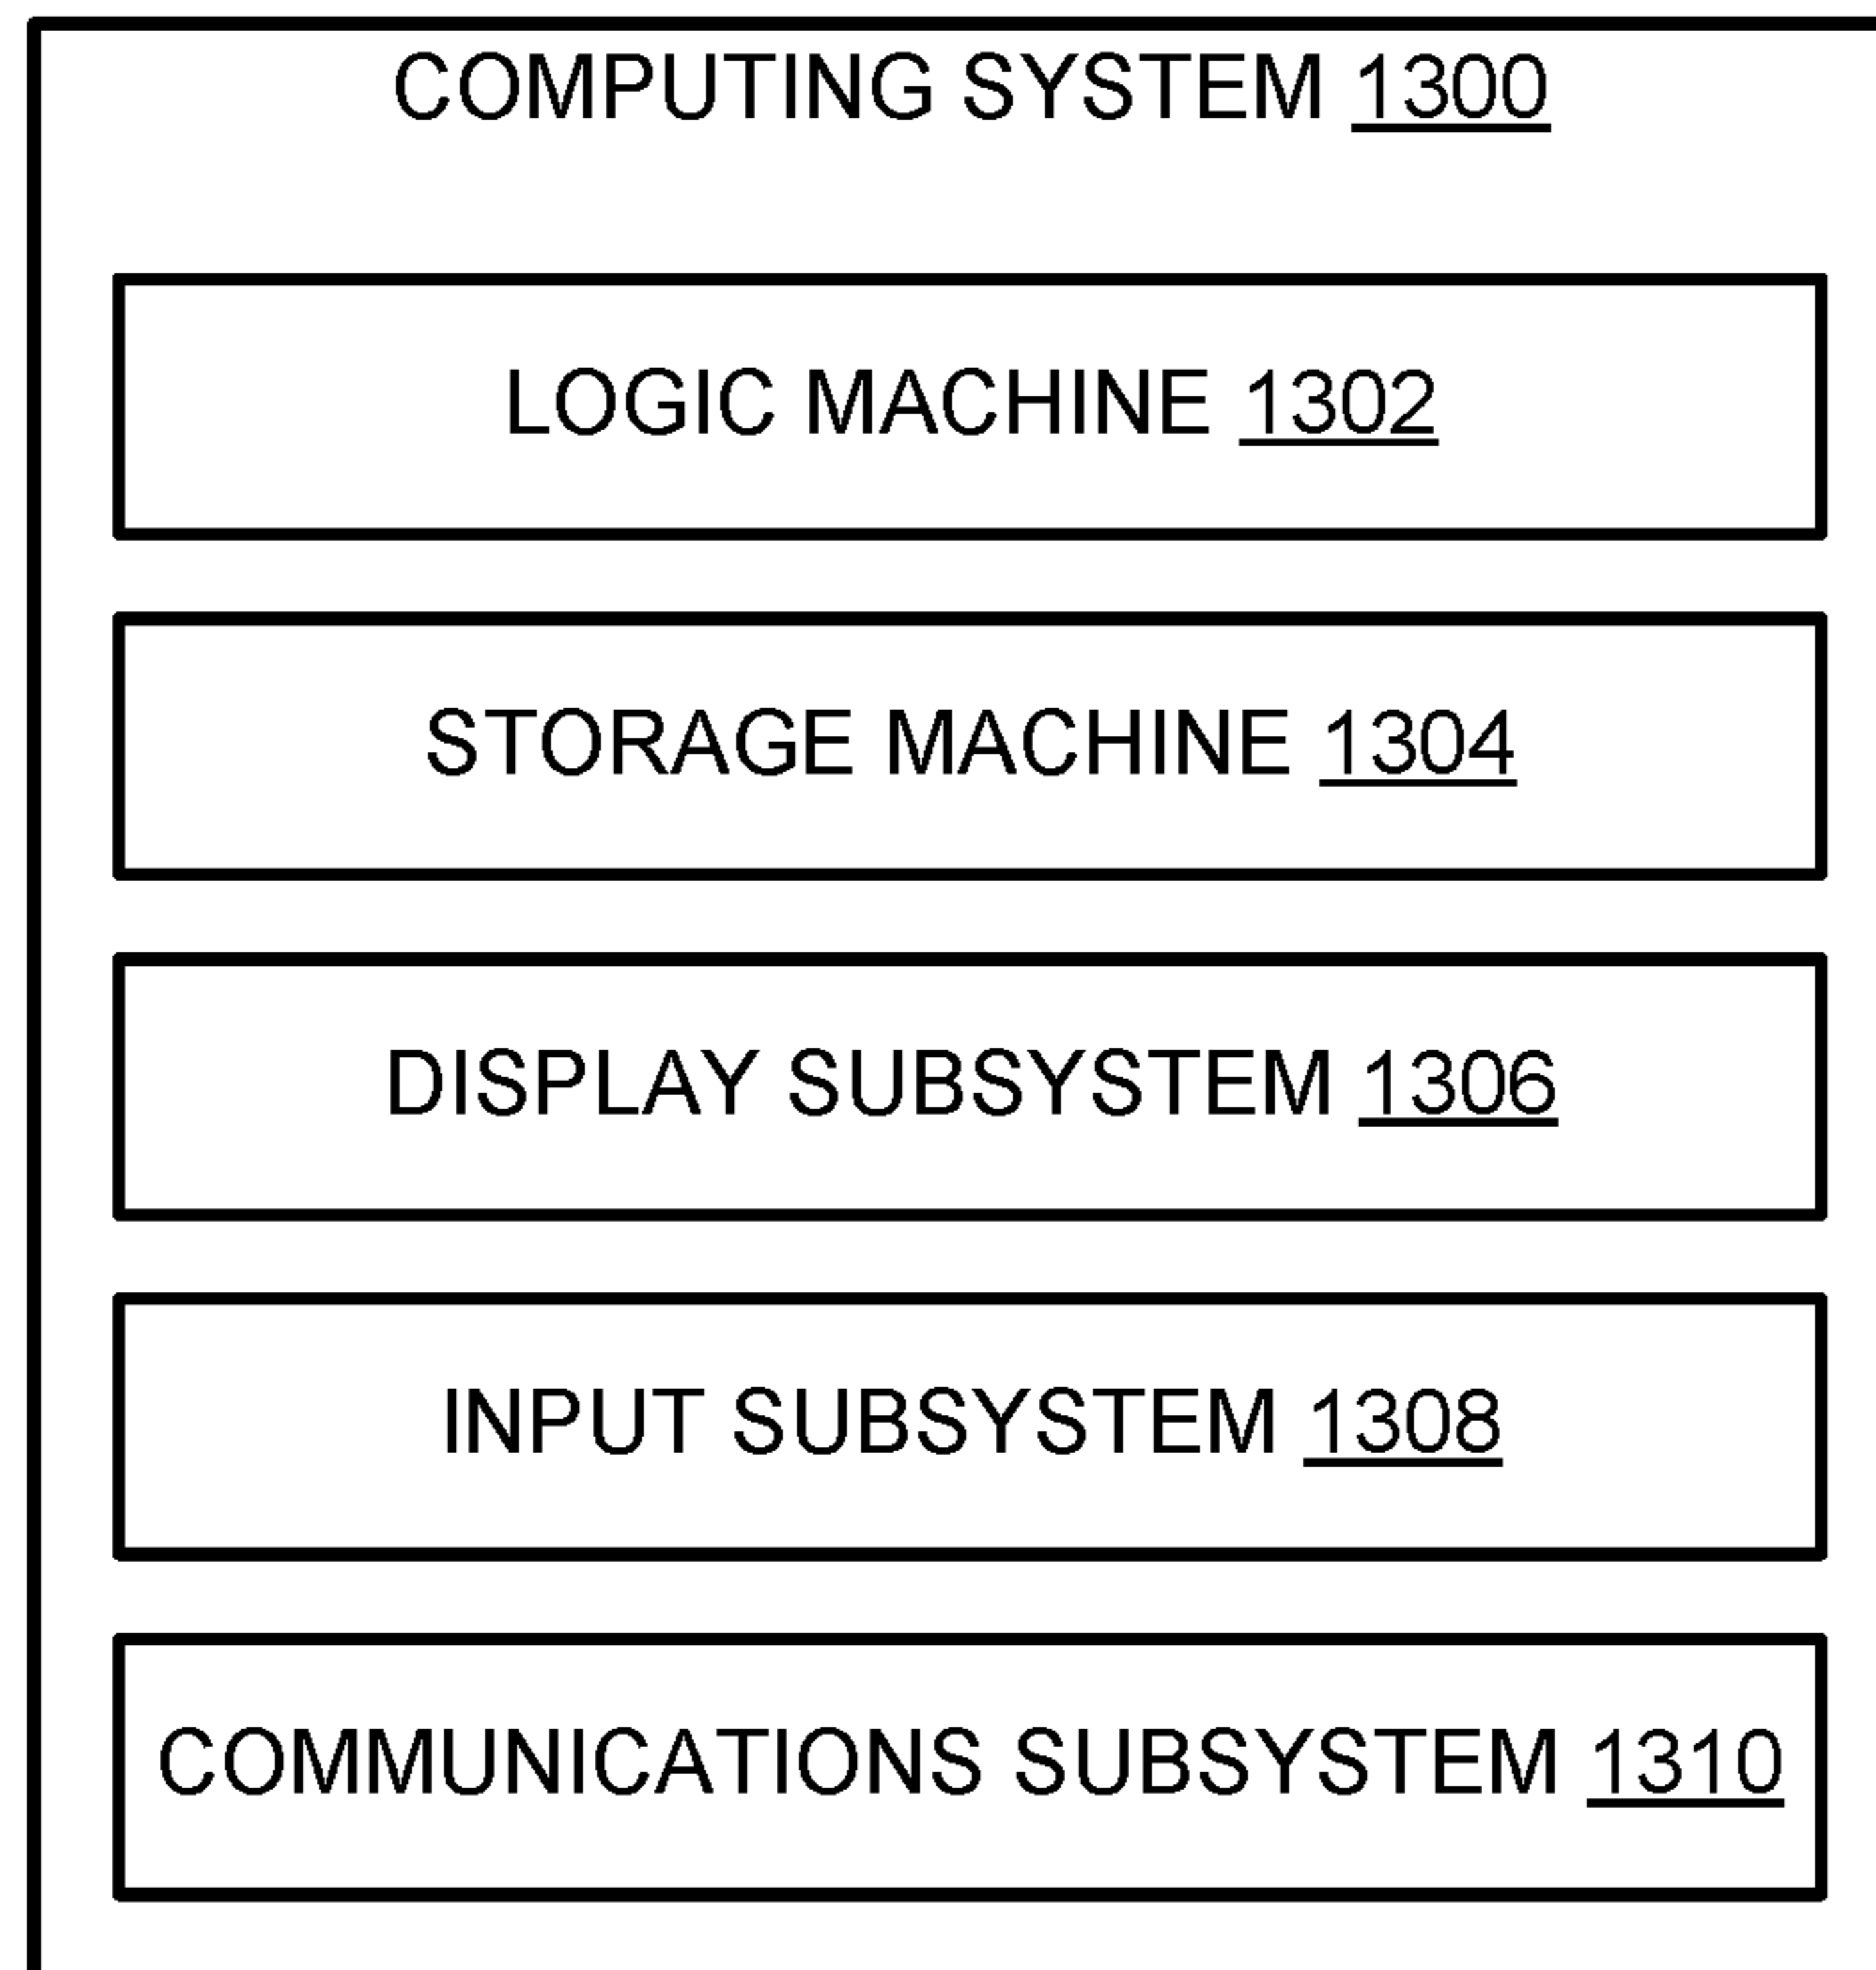 COMPUTING SYSTEM 1300
LOGIC MACHINE 1302
STORAGE MACHINE 1304
DISPLAY SUBSYSTEM 1306
INPUT SUBSYSTEM 1308
COMMUNICATIONS SUBSYSTEM 1310